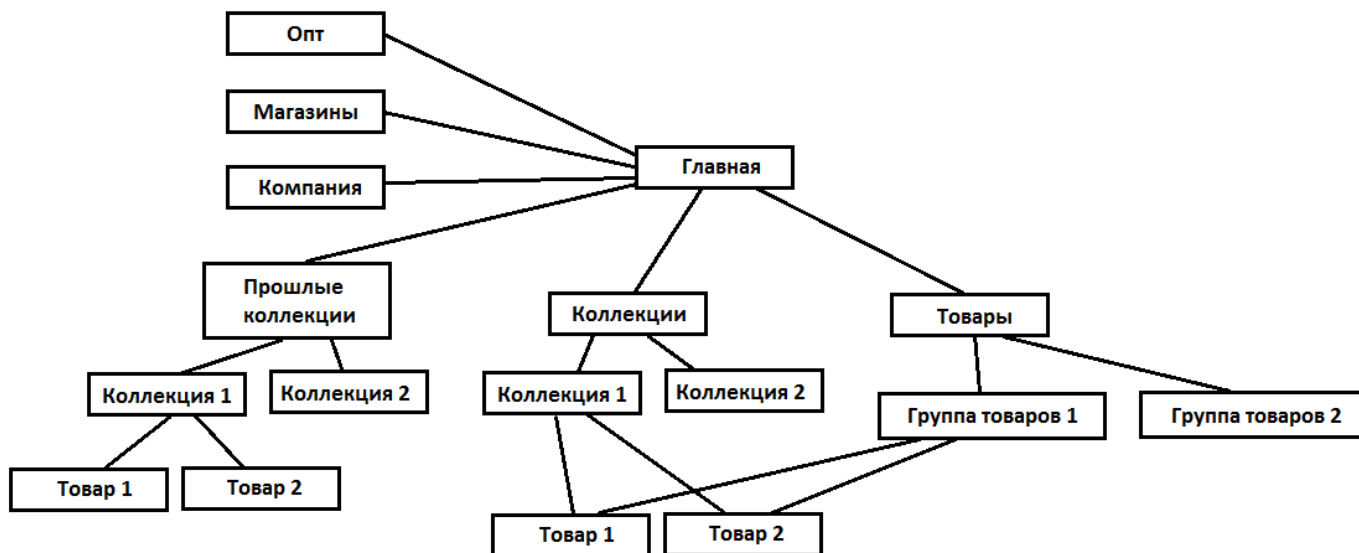 Опт
Магазины
Главная
Компания
Прошлые
коллекции
Коллекции
Товары
Коллекция 1
Коллекция 2
Коллекция 1
Коллекция 2
Группа товаров 1
Группа товаров 2
Товар 1
Товар 2
Товар 1
Товар 2